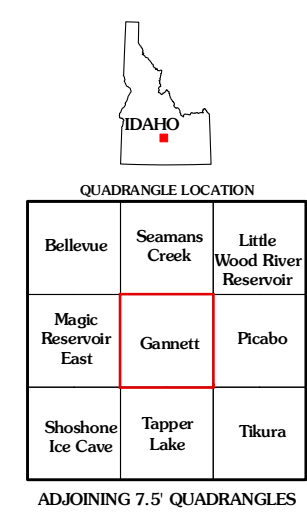 IDAHO
QUADRANGLE LOCATION
Bellevue
Seamans
Creek
Little
Wood River
Reservoir
Magic
Reservoir
East
Gannett
Picabo
Shoshone
Ice Cave
Tapper
Lake
Tikura
ADJOINING 7.5' QUADRANGLES